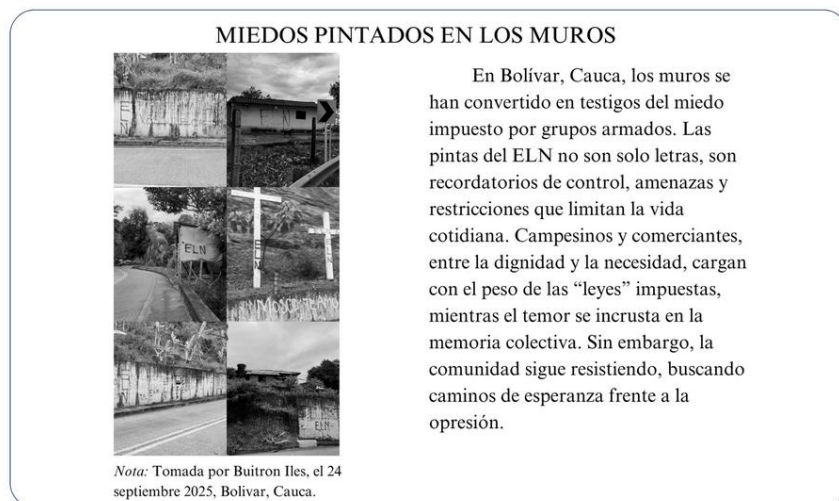 MIEDOS PINTADOS EN LOS MUROS
ELN
ELN
ELN
ELN
Nota: Tomada por Buitron Iles, el 24
septiembre 2025, Bolivar, Cauca.
En Bolívar, Cauca, los muros se
han convertido en testigos del miedo
impuesto por grupos armados. Las
pintas del ELN no son solo letras, son
recordatorios de control, amenazas y
restricciones que limitan la vida
cotidiana. Campesinos y comerciantes,
entre la dignidad y la necesidad, cargan
con el peso de las “leyes” impuestas,
mientras el temor se incrusta en la
memoria colectiva. Sin embargo, la
comunidad sigue resistiendo, buscando
caminos de esperanza frente a la
opresión.